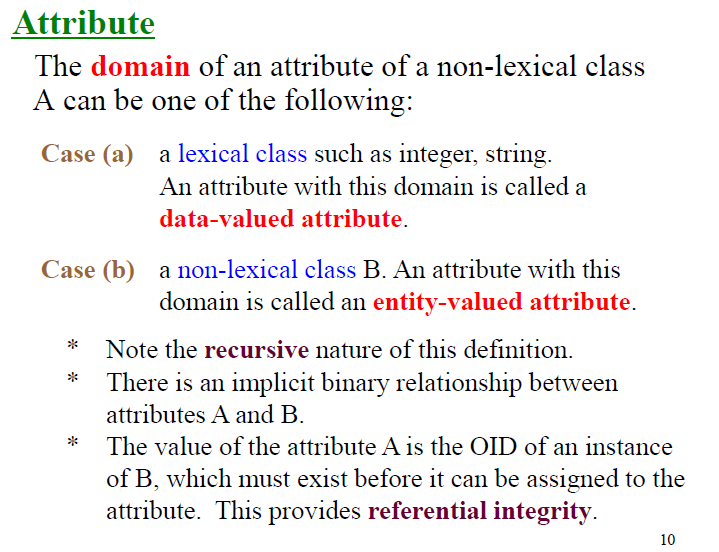 Attribute
The domain of an attribute of a non-lexical class
A can be one of the following:
Case (a) a lexical class such as integer, string.
An attribute with this domain is called a
data-valued attribute.
Case (b) a non-lexical class B. An attribute with this
domain is called an entity-valued attribute.
* Note the recursive nature of this definition.
* There is an implicit binary relationship between
attributes A and B.
* The value of the attribute A is the OID of an instance
of B, which must exist before it can be assigned to the
attribute. This provides referential integrity.
10